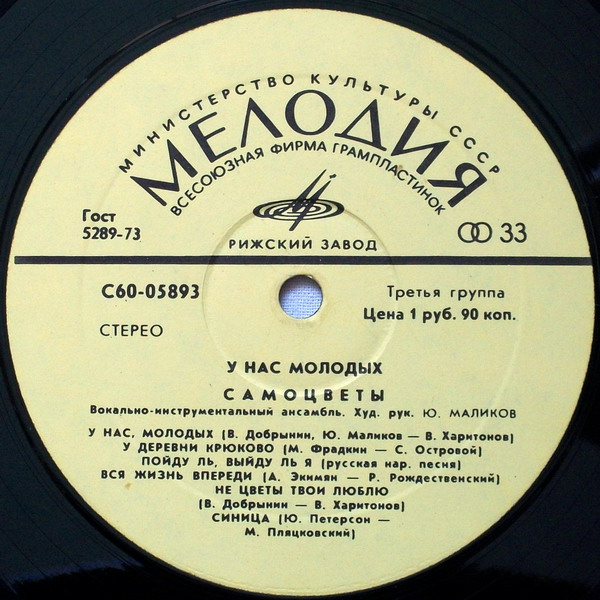 МИНИСТЕРСТВО КУЛЬТУРЫ СССР
МЕЛОДИЯ
ВСЕСОЮЗНАЯ ФИРМА ГРАМПЛАСТИНОК
Гост
5289-73
33
РИЖСКИЙ ЗАВОД
С60-05893
Третья группа
Цена 1 руб. 90 коп.
СТЕРЕО
У НАС МОЛОДЫХ
САМОЦВЕТЫ
Вокально-инструментальный ансамбль. Худ. рук. Ю. МАЛИКОВ
У НАС, МОЛОДЫХ (В. Добрынин, Ю. Маликов — В. Харитонов)
У ДЕРЕВНИ КРЮКОВО (М. Фрадкин — С. Островой)
ПОЙДУ ЛЬ, ВЫЙДУ ЛЬ Я (русская нар. песня)
ВСЯ ЖИЗНЬ ВПЕРЕДИ (А. Экимян — Р. Рождественский)
НЕ ЦВЕТЫ ТВОИ ЛЮБЛЮ
(В. Добрынин — В. Харитонов)
СИНИЦА (Ю. Петерсон —
М. Пляцковский)